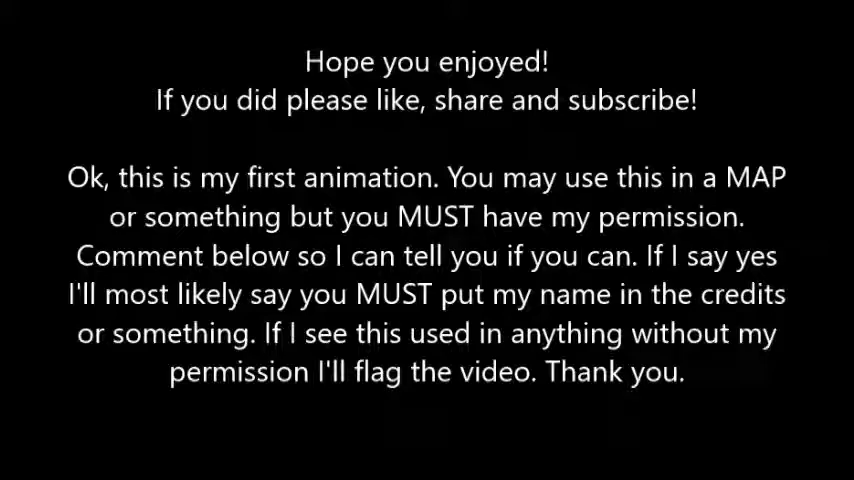 Hope you enjoyed!
If you did please like, share and subscribe!
Ok, this is my first animation. You may use this in a MAP
or something but you MUST have my permission.
Comment below so I can tell you if you can. If I say yes
I'll most likely say you MUST put my name in the credits
or something. If I see this used in anything without my
permission I'll flag the video. Thank you.